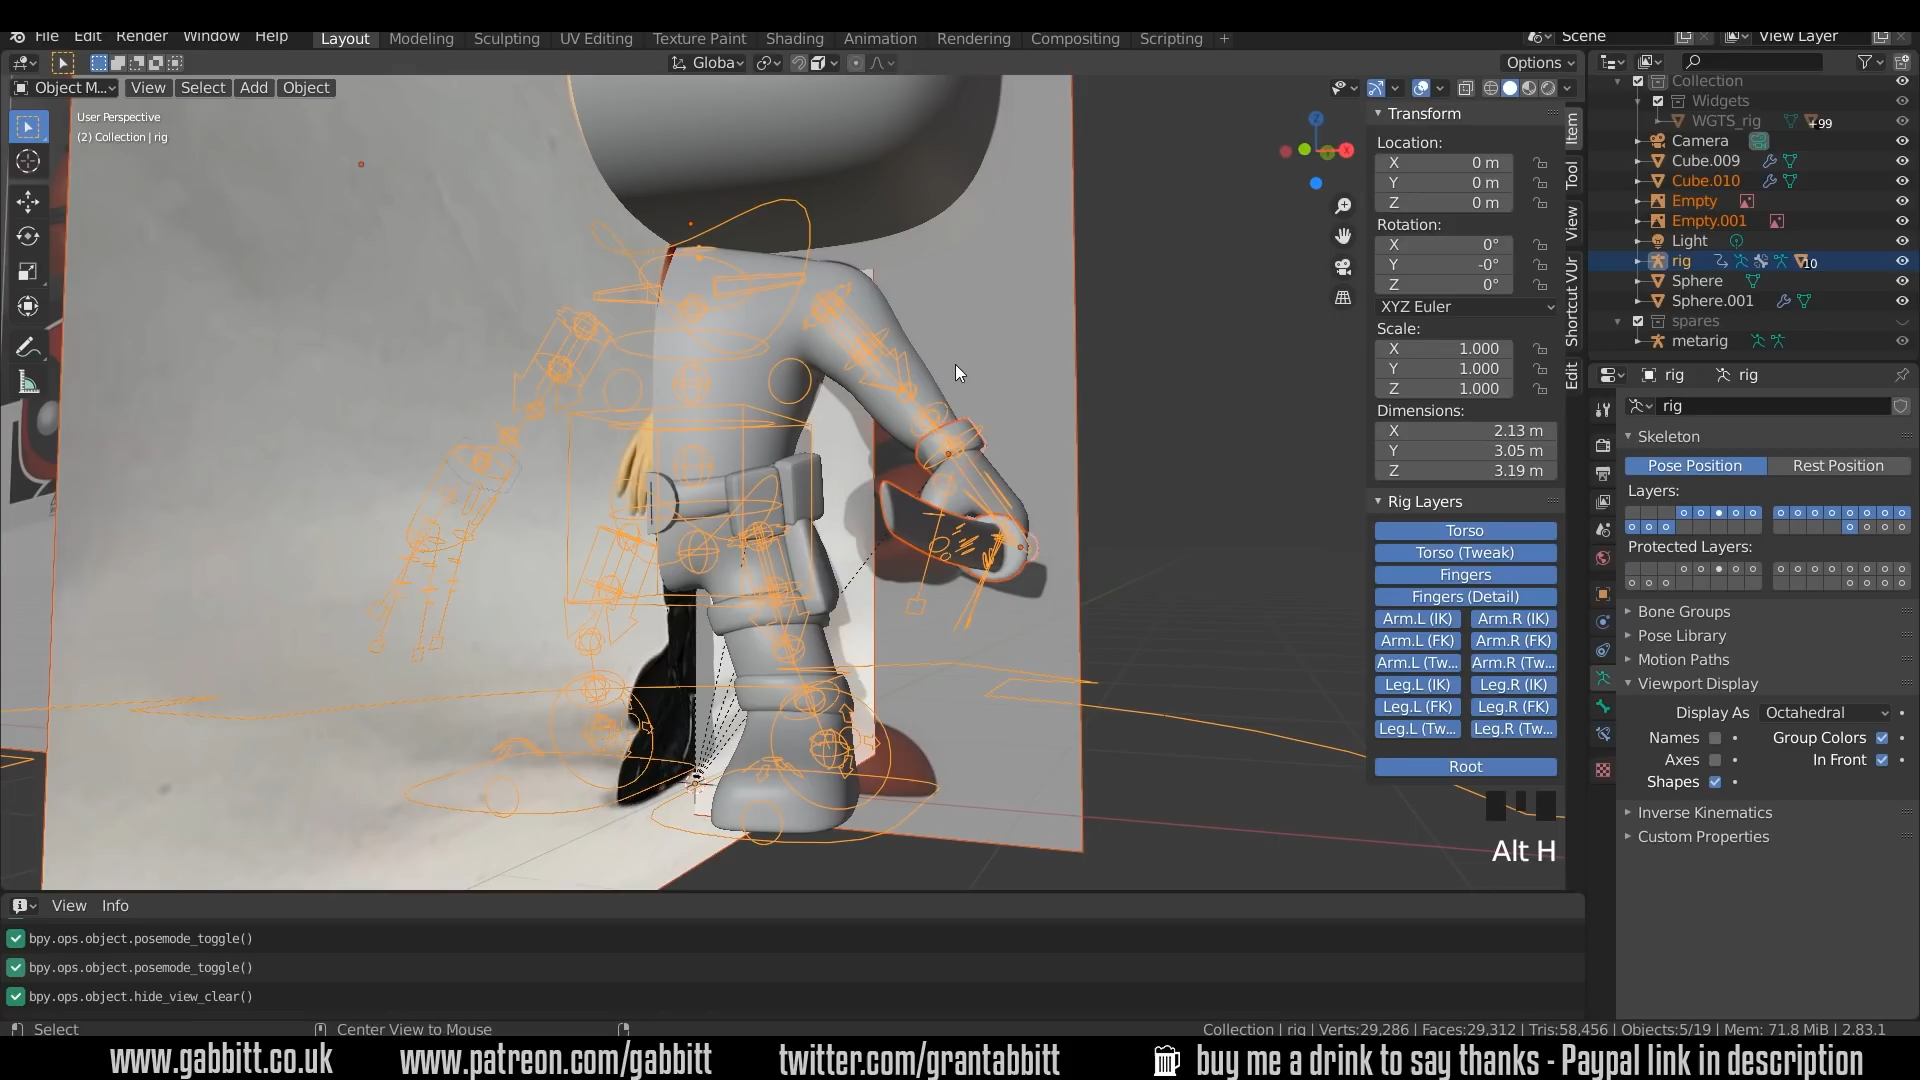 File Edit Render Window Help Layout Modeling Sculpting UV Editing Texture Paint Shading Animation Rendering Compositing Scripting + Scene View Layer
Globa Options
Object M... View Select Add Object
User Perspective
(2) Collection | rig
Transform
Location:
X 0 m
Y 0 m
Z 0 m
Rotation:
X 0°
Y -0°
Z 0°
XYZ Euler
Scale:
X 1.000
Y 1.000
Z 1.000
Dimensions:
X 2.13 m
Y 3.05 m
Z 3.19 m
Rig Layers
Torso
Torso (Tweak)
Fingers
Fingers (Detail)
Arm.L (IK) Arm.R (IK)
Arm.L (FK) Arm.R (FK)
Arm.L (Tw... Arm.R (Tw...
Leg.L (IK) Leg.R (IK)
Leg.L (FK) Leg.R (FK)
Leg.L (Tw... Leg.R (Tw...
Root
Item
Tool
View
Shortcut VUr
Edit
Alt H
Collection
Widgets
WGTS_rig +99
Camera
Cube.009
Cube.010
Empty
Empty.001
Light
rig 10
Sphere
Sphere.001
spares
metarig
rig rig
rig
Skeleton
Pose Position Rest Position
Layers:
Protected Layers:
Bone Groups
Pose Library
Motion Paths
Viewport Display
Display As Octahedral
Names Group Colors
Axes In Front
Shapes
Inverse Kinematics
Custom Properties
View Info
bpy.ops.object.posemode_toggle()
bpy.ops.object.posemode_toggle()
bpy.ops.object.hide_view_clear()
Select Center View to Mouse Collection | rig | Verts:29,286 | Faces:29,312 | Tris:58,456 | Objects:5/19 | Mem: 71.8 MiB | 2.83.1
www.gabbitt.co.uk www.patreon.com/gabbitt twitter.com/grantabbitt buy me a drink to say thanks - Paypal link in description